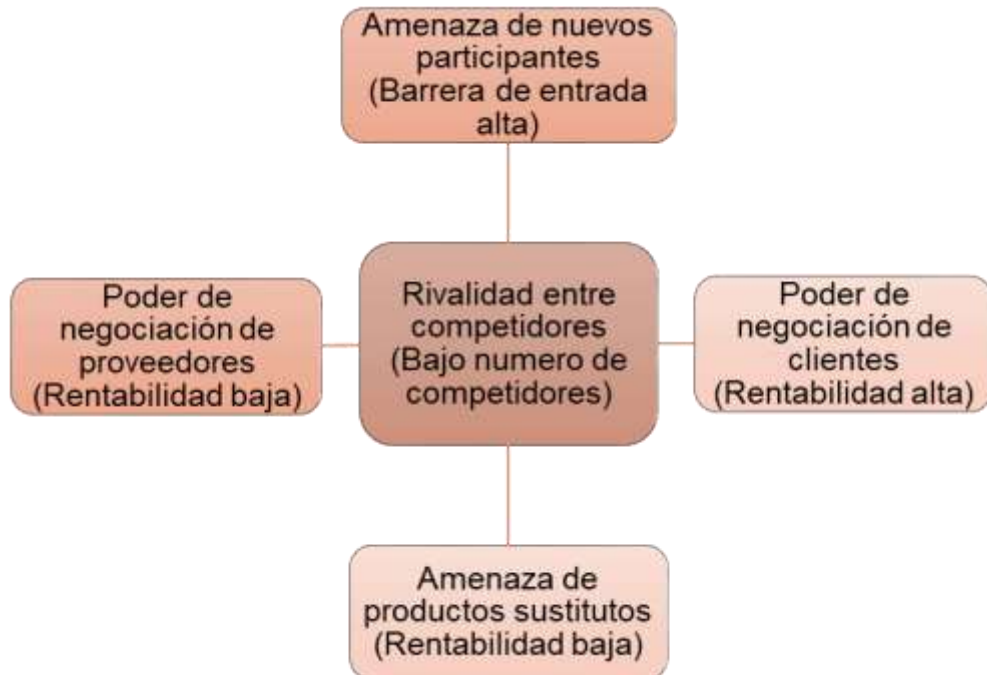 Amenaza de nuevos
participantes
(Barrera de entrada
alta)
Poder de
negociación de
proveedores
(Rentabilidad baja)
Rivalidad entre
competidores
(Bajo numero de
competidores)
Poder de
negociación de
clientes
(Rentabilidad alta)
Amenaza de
productos sustitutos
(Rentabilidad baja)